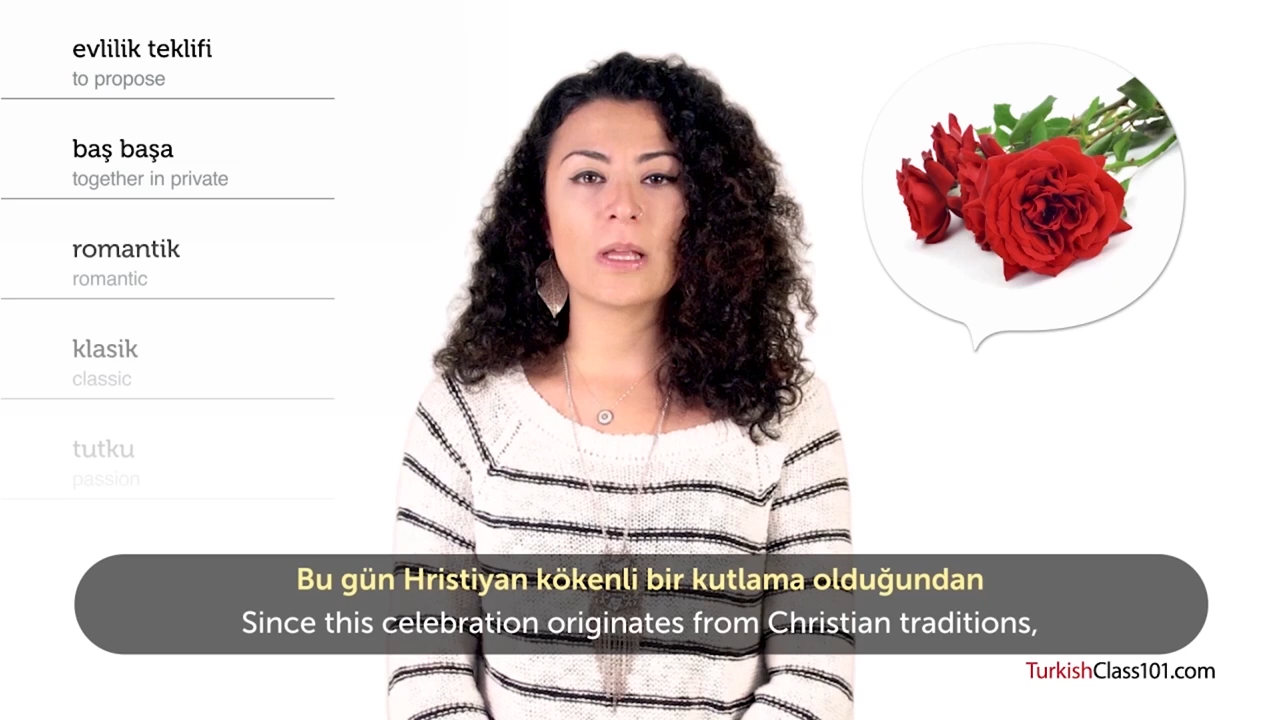 evlilik teklifi
to propose
baş başa
together in private
romantik
romantic
klasik
classic
tutku
passion
Bu gün Hristiyan kökenli bir kutlama olduğundan
Since this celebration originates from Christian traditions,
TurkishClass101.com